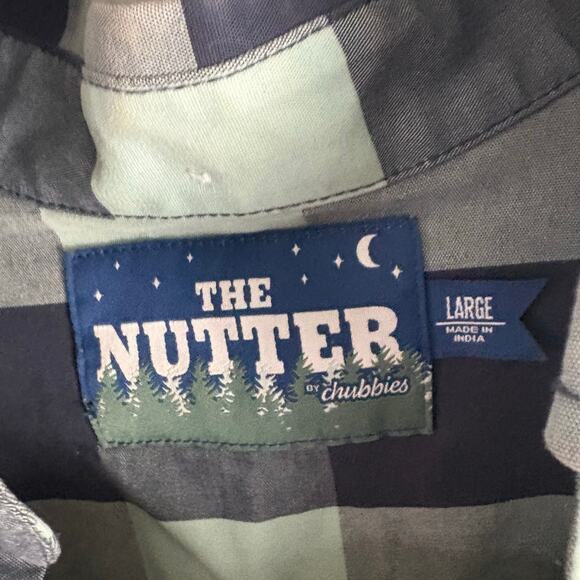 THE
NUTTER
BY chubbies
LARGE
MADE IN
INDIA